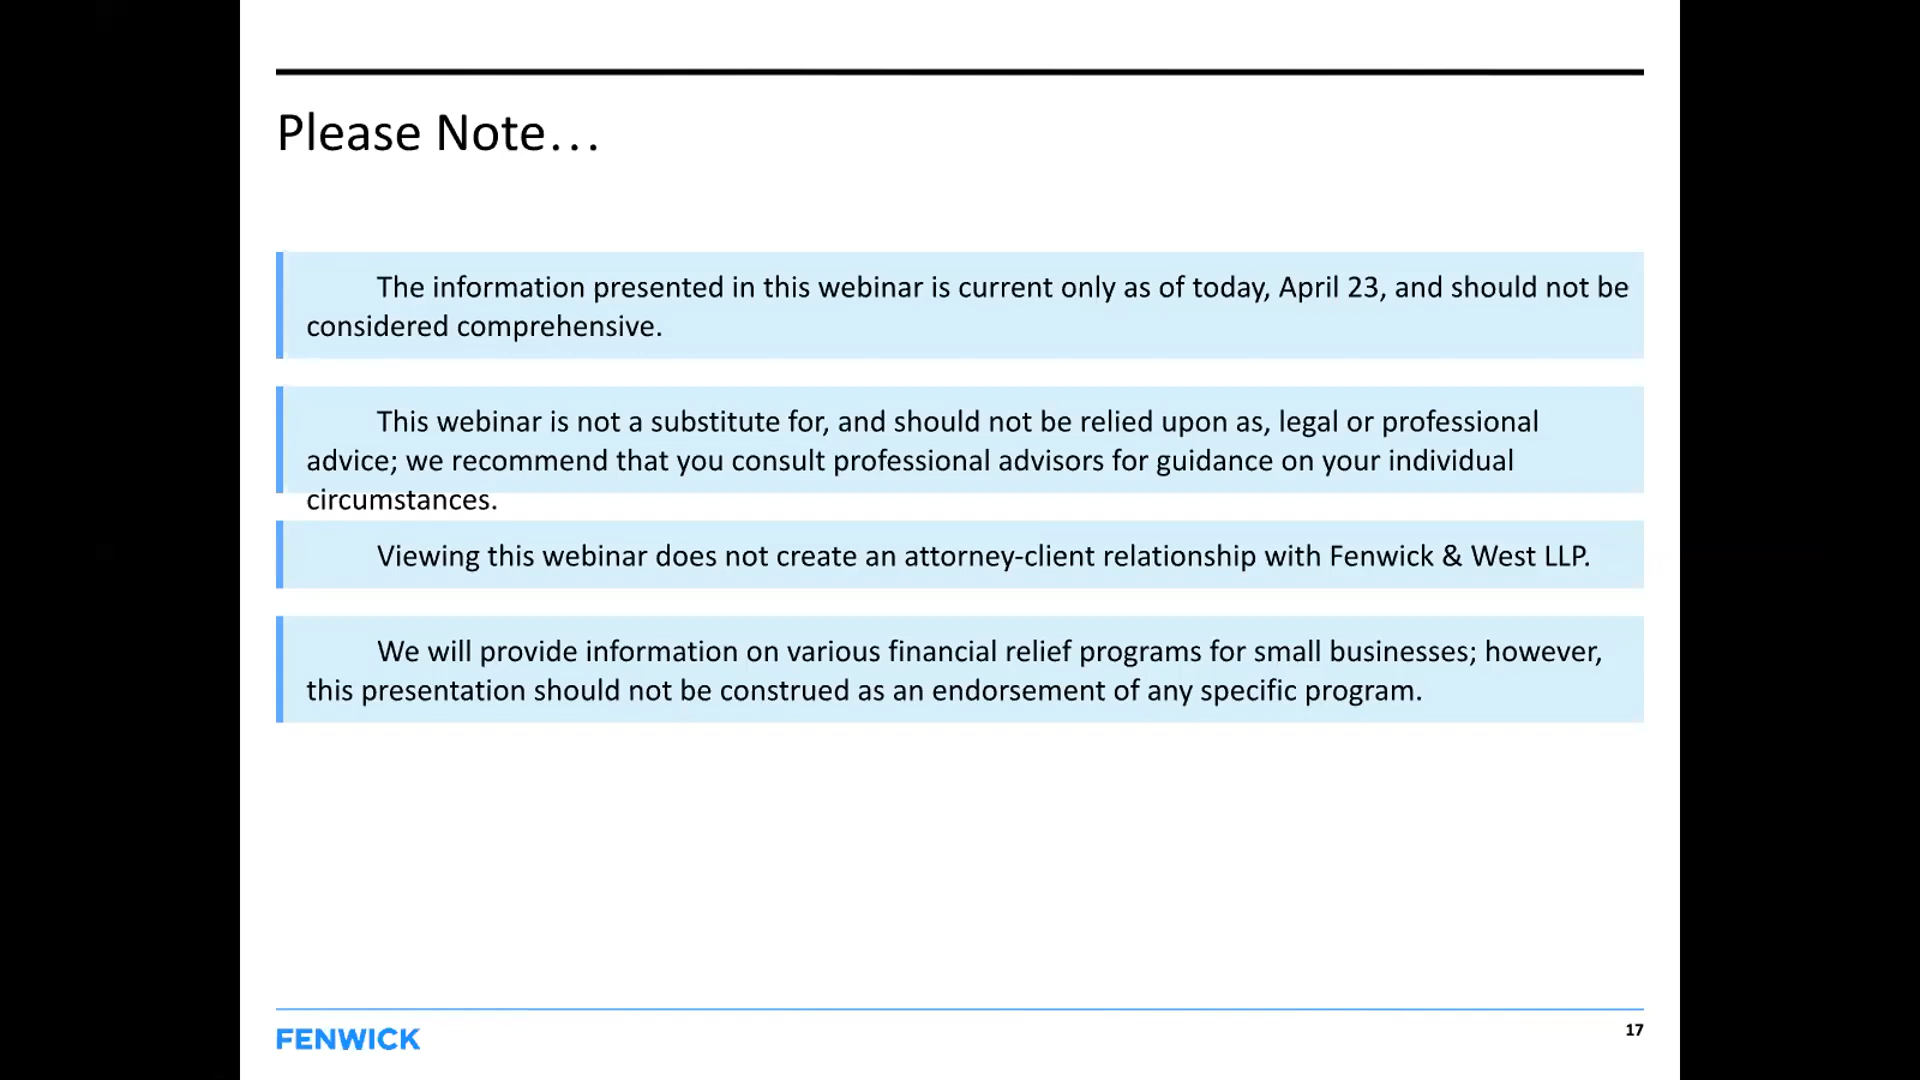 Please Note…
The information presented in this webinar is current only as of today, April 23, and should not be
considered comprehensive.
This webinar is not a substitute for, and should not be relied upon as, legal or professional
advice; we recommend that you consult professional advisors for guidance on your individual
circumstances.
Viewing this webinar does not create an attorney-client relationship with Fenwick & West LLP.
We will provide information on various financial relief programs for small businesses; however,
this presentation should not be construed as an endorsement of any specific program.
FENWICK
17